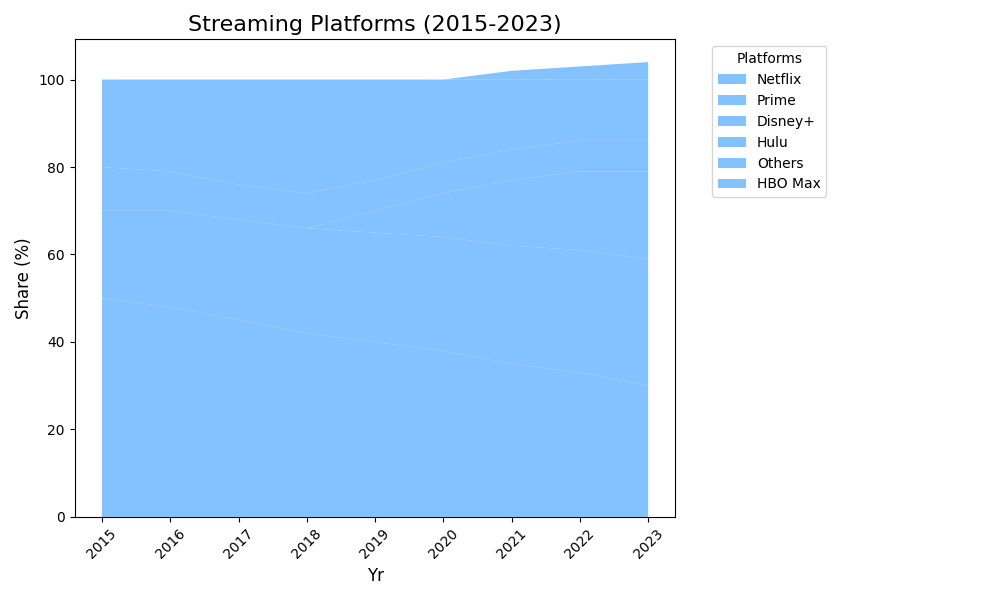 Streaming Platforms (2015-2023)
Share (%)
100
80
60
40
20
0
2015 2016 2017 2018 2019 2020 2021 2022 2023
Yr
Platforms
Netflix
Prime
Disney+
Hulu
Others
HBO Max